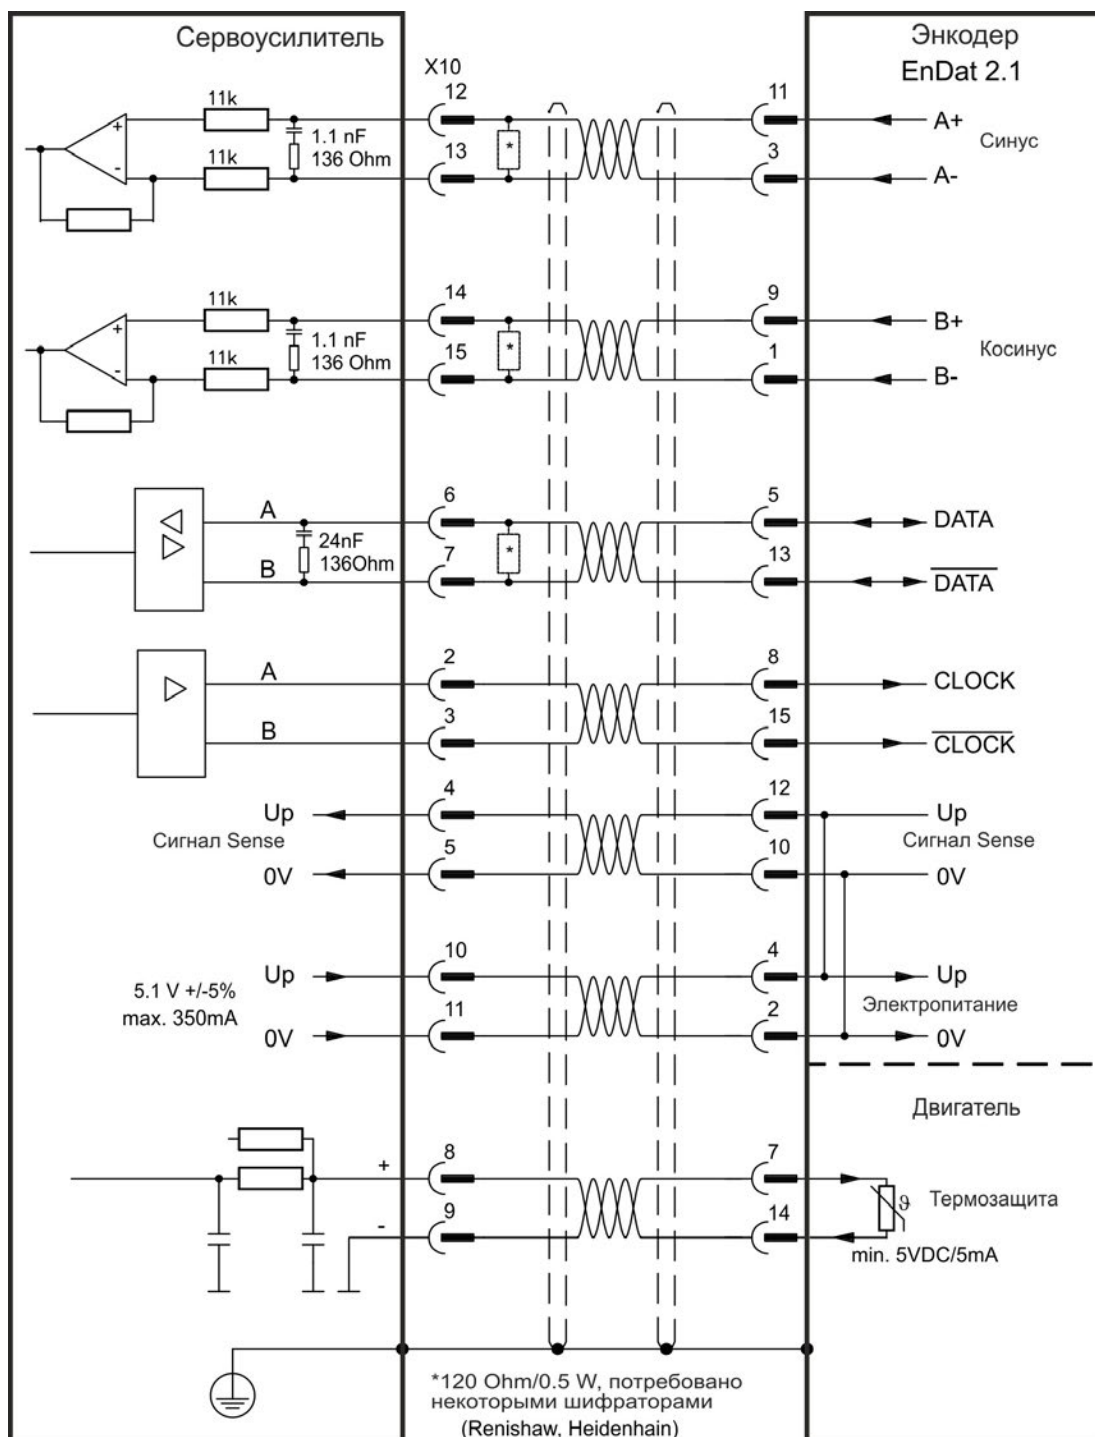 Сервоусилитель
Энкодер
EnDat 2.1
X10
11k
12
11
A+
1.1 nF
136 Ohm
*
Синус
11k
13
3
A-
+
-
11k
14
9
B+
1.1 nF
136 Ohm
*
Косинус
11k
15
1
B-
+
-
A
6
5
DATA
24nF
136Ohm
*
B
7
13
DATA
A
2
8
CLOCK
B
3
15
CLOCK
Up
4
12
Up
Сигнал Sense
Сигнал Sense
0V
5
10
0V
Up
10
4
Up
5.1 V +/-5%
max. 350mA
Электропитание
0V
11
2
0V
Двигатель
+
8
7
ϑ
Термозащита
-
9
14
min. 5VDC/5mA
*120 Ohm/0.5 W, потребовано
некоторыми шифраторами
(Renishaw, Heidenhain)